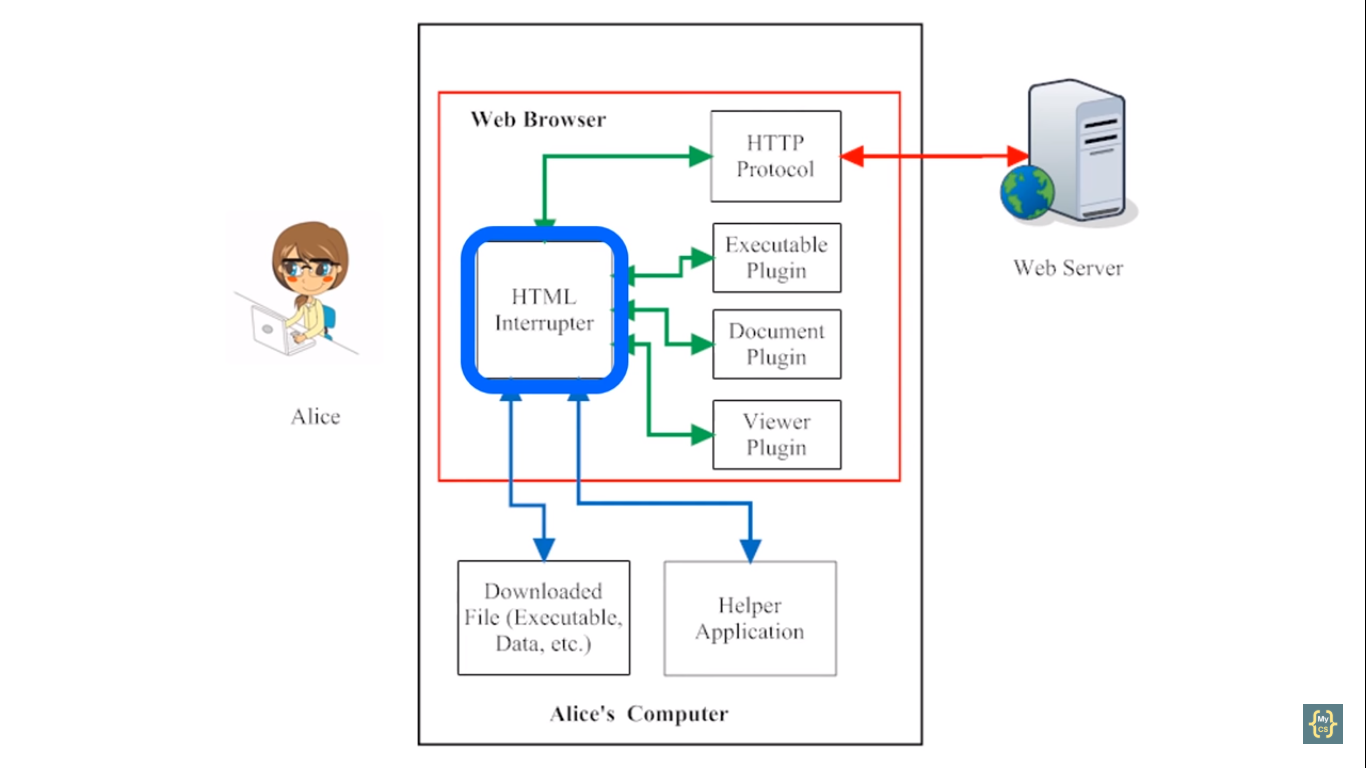 Web Browser
HTTP
Protocol
Executable
Plugin
Web Server
HTML
Interrupter
Document
Plugin
Alice
Viewer
Plugin
Downloaded
File (Executable,
Data, etc.)
Helper
Application
Alice's Computer
{My
CS}